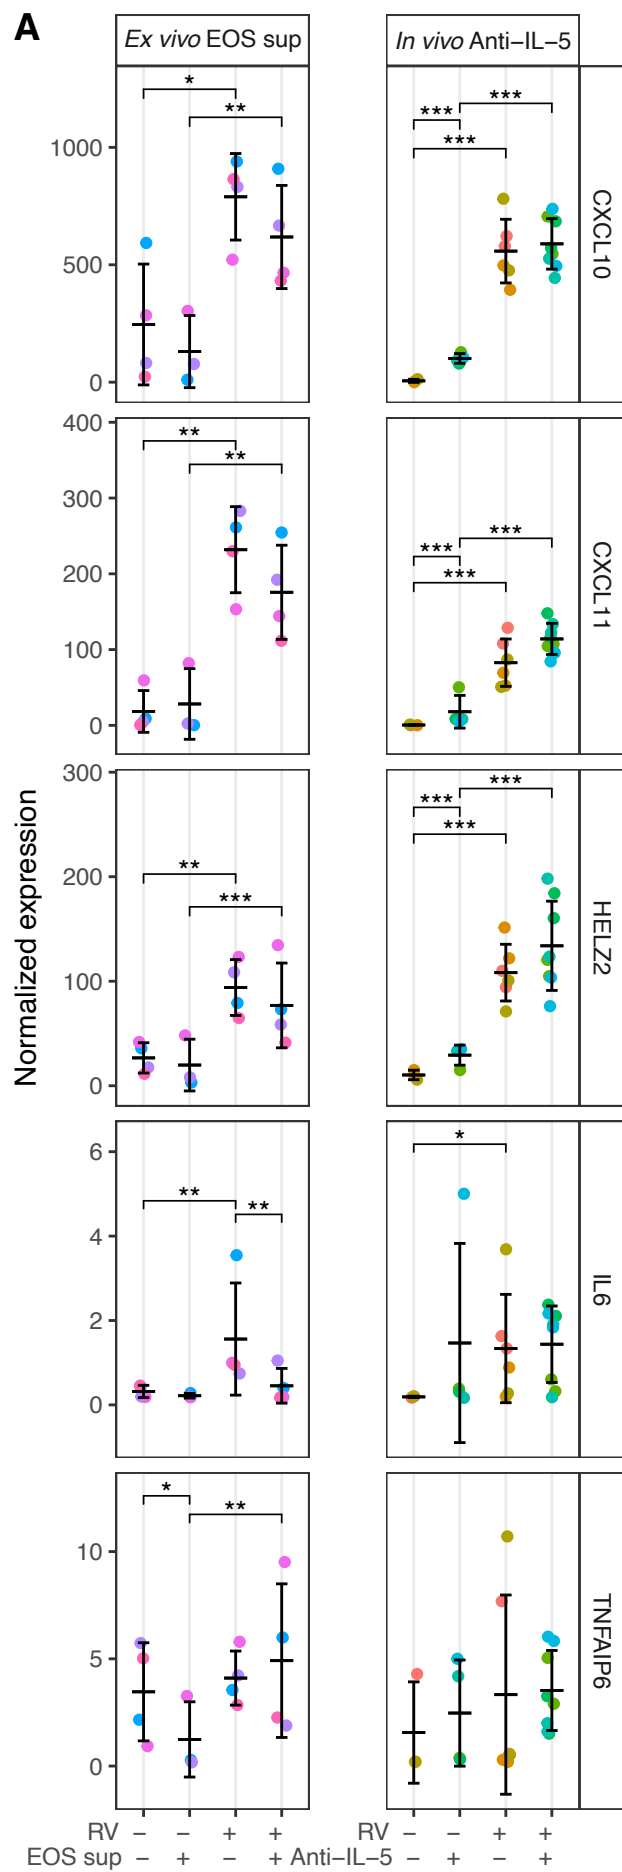 A
Ex vivo EOS sup
In vivo Anti−IL−5
Normalized expression
1000
500
0
* **
*** *** ***
CXCL10
400
300
200
100
0
** **
*** *** ***
CXCL11
300
200
100
0
** ***
*** *** ***
HELZ2
6
4
2
0
** **
*
IL6
10
5
0
* **
TNFAIP6
RV − − + + RV − − + +
EOS sup − + − + Anti−IL−5 − + − +